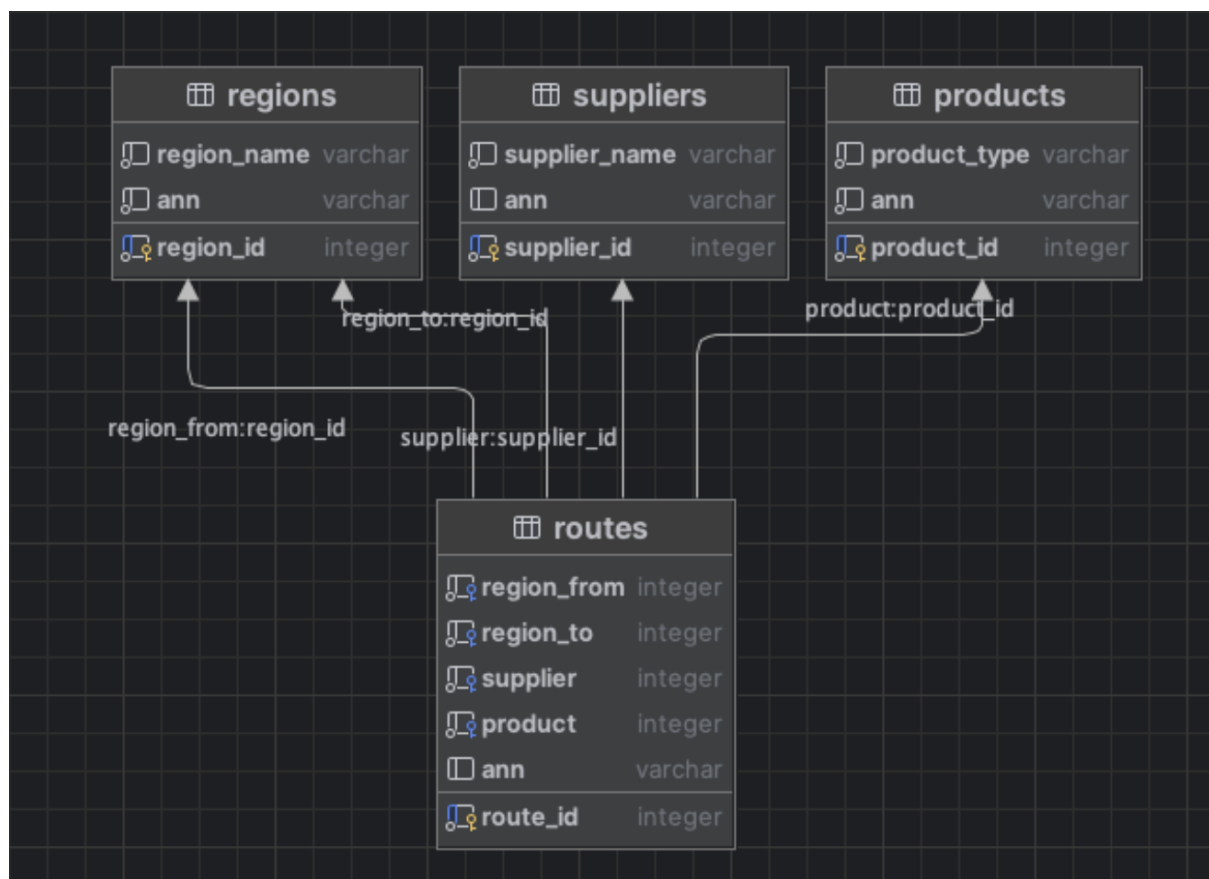 regions
region_name varchar
ann varchar
region_id integer
suppliers
supplier_name varchar
ann varchar
supplier_id integer
products
product_type varchar
ann varchar
product_id integer
region_to:region_id
product:product_id
region_from:region_id
supplier:supplier_id
routes
region_from integer
region_to integer
supplier integer
product integer
ann varchar
route_id integer